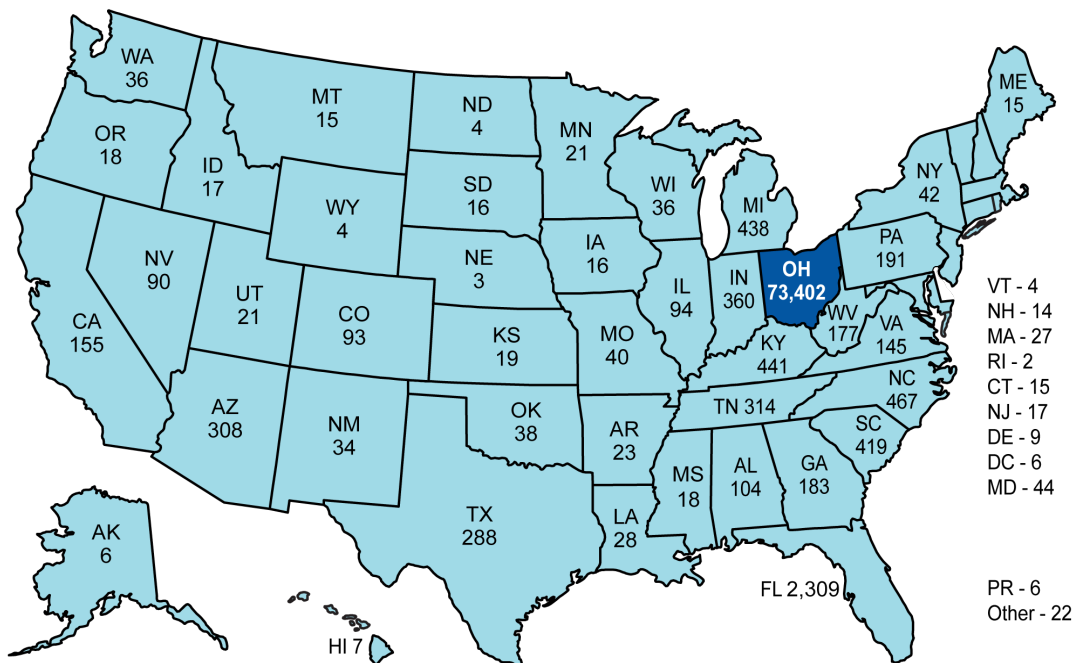 WA
36
MT
15
ND
4
MN
21
ME
15
OR
18
ID
17
SD
16
WI
36
MI
438
NY
42
WY
4
NE
3
IA
16
IL
94
IN
360
OH
73,402
PA
191
NV
90
UT
21
CO
93
KS
19
MO
40
KY
441
WV
177
VA
145
CA
155
AZ
308
NM
34
OK
38
AR
23
TN 314
NC
467
SC
419
TX
288
LA
28
MS
18
AL
104
GA
183
FL 2,309
AK
6
HI 7
VT - 4
NH - 14
MA - 27
RI - 2
CT - 15
NJ - 17
DE - 9
DC - 6
MD - 44
PR - 6
Other - 22